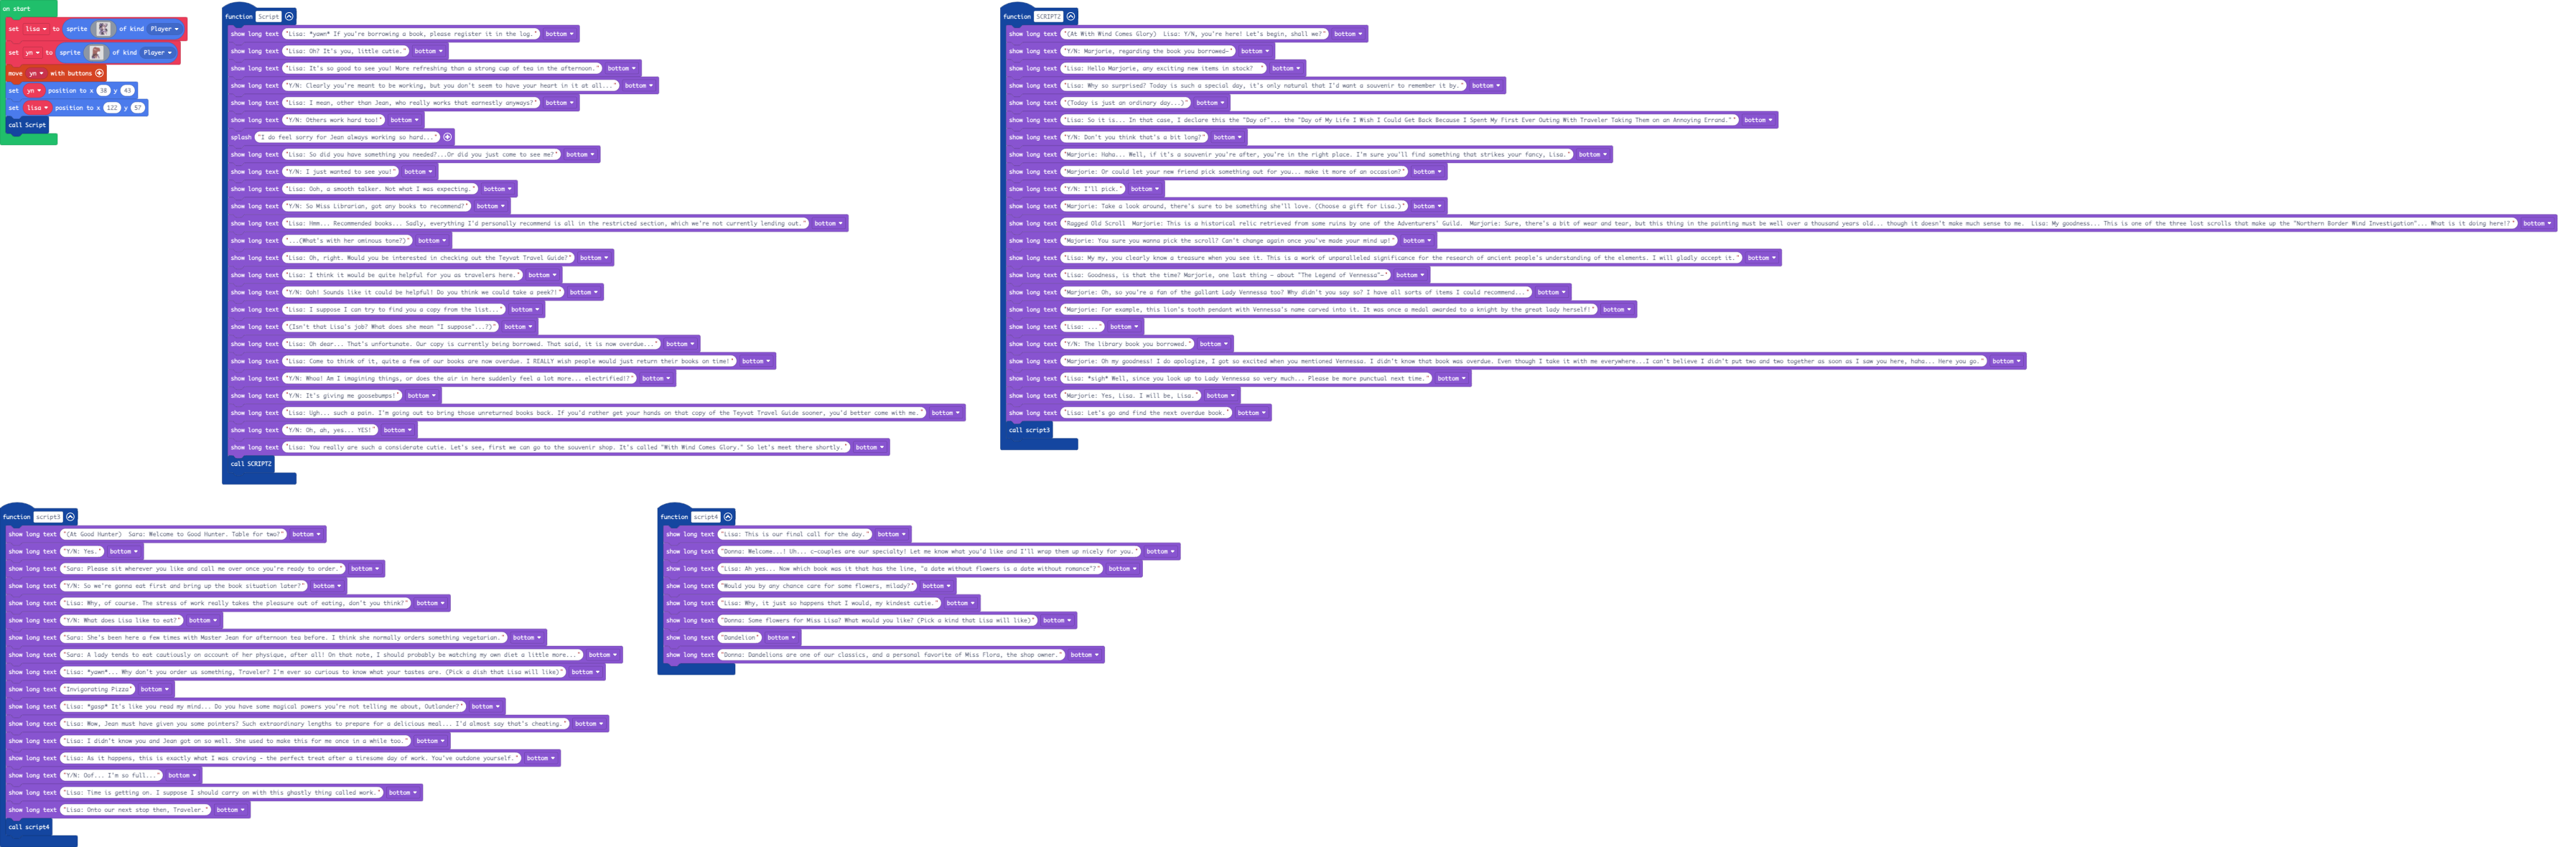 on start
set lisa to sprite of kind Player
set yn to sprite of kind Player
move yn with buttons
set yn position to x 38 y 43
set lisa position to x 122 y 57
call Script
function Script
show long text "Lisa: *yawn* If you're borrowing a book, please register it in the log." bottom
show long text "Lisa: Oh? It's you, little cutie." bottom
show long text "Lisa: It's so good to see you! More refreshing than a strong cup of tea in the afternoon." bottom
show long text "Y/N: Clearly you're meant to be working, but you don't seem to have your heart in it at all..." bottom
show long text "Lisa: I mean, other than Jean, who really works that earnestly anyways?" bottom
show long text "Y/N: Others work hard too!" bottom
splash "I do feel sorry for Jean always working so hard..."
show long text "Lisa: So did you have something you needed?...Or did you just come to see me?" bottom
show long text "Y/N: I just wanted to see you!" bottom
show long text "Lisa: Ooh, a smooth talker. Not what I was expecting." bottom
show long text "Y/N: So Miss Librarian, got any books to recommend?" bottom
show long text "Lisa: Hmm... Recommended books... Sadly, everything I'd personally recommend is all in the restricted section, which we're not currently lending out." bottom
show long text "...(What's with her ominous tone?)" bottom
show long text "Lisa: Oh, right. Would you be interested in checking out the Teyvat Travel Guide?" bottom
show long text "Lisa: I think it would be quite helpful for you as travelers here." bottom
show long text "Y/N: Ooh! Sounds like it could be helpful! Do you think we could take a peek?!" bottom
show long text "Lisa: I suppose I can try to find you a copy from the list..." bottom
show long text "(Isn't that Lisa's job? What does she mean "I suppose"...?)" bottom
show long text "Lisa: Oh dear... That's unfortunate. Our copy is currently being borrowed. That said, it is now overdue..." bottom
show long text "Lisa: Come to think of it, quite a few of our books are now overdue. I REALLY wish people would just return their books on time!" bottom
show long text "Y/N: Whoa! Am I imagining things, or does the air in here suddenly feel a lot more... electrified!?" bottom
show long text "Y/N: It's giving me goosebumps!" bottom
show long text "Lisa: Ugh... such a pain. I'm going out to bring those unreturned books back. If you'd rather get your hands on that copy of the Teyvat Travel Guide sooner, you'd better come with me." bottom
show long text "Y/N: Oh, ah, yes... YES!" bottom
show long text "Lisa: You really are such a considerate cutie. Let's see, first we can go to the souvenir shop. It's called "With Wind Comes Glory." So let's meet there shortly." bottom
call SCRIPT2
function SCRIPT2
show long text "(At With Wind Comes Glory) Lisa: Y/N, you're here! Let's begin, shall we?" bottom
show long text "Y/N: Marjorie, regarding the book you borrowed-" bottom
show long text "Lisa: Hello Marjorie, any exciting new items in stock? " bottom
show long text "Lisa: Why so surprised? Today is such a special day, it's only natural that I'd want a souvenir to remember it by." bottom
show long text "(Today is just an ordinary day...)" bottom
show long text "Lisa: So it is... In that case, I declare this the "Day of"... the "Day of My Life I Wish I Could Get Back Because I Spent My First Ever Outing With Traveler Taking Them on an Annoying Errand."" bottom
show long text "Y/N: Don't you think that's a bit long?" bottom
show long text "Marjorie: Haha... Well, if it's a souvenir you're after, you're in the right place. I'm sure you'll find something that strikes your fancy, Lisa." bottom
show long text "Marjorie: Or could let your new friend pick something out for you... make it more of an occasion?" bottom
show long text "Y/N: I'll pick." bottom
show long text "Marjorie: Take a look around, there's sure to be something she'll love. (Choose a gift for Lisa.)" bottom
show long text "Ragged Old Scroll Marjorie: This is a historical relic retrieved from some ruins by one of the Adventurers' Guild. Marjorie: Sure, there's a bit of wear and tear, but this thing in the painting must be well over a thousand years old... though it doesn't make much sense to me. Lisa: My goodness... This is one of the three lost scrolls that make up the "Northern Border Wind Investigation"... What is it doing here!?" bottom
show long text "Majorie: You sure you wanna pick the scroll? Can't change again once you've made your mind up!" bottom
show long text "Lisa: My my, you clearly know a treasure when you see it. This is a work of unparalleled significance for the research of ancient people's understanding of the elements. I will gladly accept it." bottom
show long text "Lisa: Goodness, is that the time? Marjorie, one last thing - about "The Legend of Vennessa"-" bottom
show long text "Marjorie: Oh, so you're a fan of the gallant Lady Vennessa too? Why didn't you say so? I have all sorts of items I could recommend..." bottom
show long text "Marjorie: For example, this lion's tooth pendant with Vennessa's name carved into it. It was once a medal awarded to a knight by the great lady herself!" bottom
show long text "Lisa: ..." bottom
show long text "Y/N: The library book you borrowed." bottom
show long text "Marjorie: Oh my goodness! I do apologize, I got so excited when you mentioned Vennessa. I didn't know that book was overdue. Even though I take it with me everywhere...I can't believe I didn't put two and two together as soon as I saw you here, haha... Here you go." bottom
show long text "Lisa: *sigh* Well, since you look up to Lady Vennessa so very much... Please be more punctual next time." bottom
show long text "Marjorie: Yes, Lisa. I will be, Lisa." bottom
show long text "Lisa: Let's go and find the next overdue book." bottom
call script3
function script3
show long text "(At Good Hunter) Sara: Welcome to Good Hunter. Table for two?" bottom
show long text "Y/N: Yes." bottom
show long text "Sara: Please sit wherever you like and call me over once you're ready to order." bottom
show long text "Y/N: So we're gonna eat first and bring up the book situation later?" bottom
show long text "Lisa: Why, of course. The stress of work really takes the pleasure out of eating, don't you think?" bottom
show long text "Y/N: What does Lisa like to eat?" bottom
show long text "Sara: She's been here a few times with Master Jean for afternoon tea before. I think she normally orders something vegetarian." bottom
show long text "Sara: A lady tends to eat cautiously on account of her physique, after all! On that note, I should probably be watching my own diet a little more..." bottom
show long text "Lisa: *yawn*... Why don't you order us something, Traveler? I'm ever so curious to know what your tastes are. (Pick a dish that Lisa will like)" bottom
show long text "Invigorating Pizza" bottom
show long text "Lisa: *gasp* It's like you read my mind... Do you have some magical powers you're not telling me about, Outlander?" bottom
show long text "Lisa: Wow, Jean must have given you some pointers? Such extraordinary lengths to prepare for a delicious meal... I'd almost say that's cheating." bottom
show long text "Lisa: I didn't know you and Jean got on so well. She used to make this for me once in a while too." bottom
show long text "Lisa: As it happens, this is exactly what I was craving - the perfect treat after a tiresome day of work. You've outdone yourself." bottom
show long text "Y/N: Oof... I'm so full..." bottom
show long text "Lisa: Time is getting on. I suppose I should carry on with this ghastly thing called work." bottom
show long text "Lisa: Onto our next stop then, Traveler." bottom
call script4
function script4
show long text "Lisa: This is our final call for the day." bottom
show long text "Donna: Welcome...! Uh... c-couples are our specialty! Let me know what you'd like and I'll wrap them up nicely for you." bottom
show long text "Lisa: Ah yes... Now which book was it that has the line, "a date without flowers is a date without romance"?" bottom
show long text "Would you by any chance care for some flowers, milady?" bottom
show long text "Lisa: Why, it just so happens that I would, my kindest cutie." bottom
show long text "Donna: Some flowers for Miss Lisa? What would you like? (Pick a kind that Lisa will like)" bottom
show long text "Dandelion" bottom
show long text "Donna: Dandelions are one of our classics, and a personal favorite of Miss Flora, the shop owner." bottom